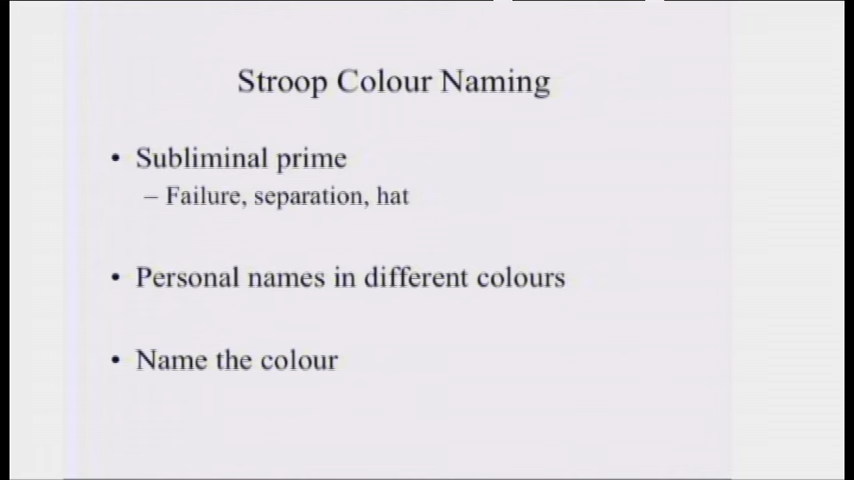 Stroop Colour Naming
• Subliminal prime
– Failure, separation, hat
• Personal names in different colours
• Name the colour